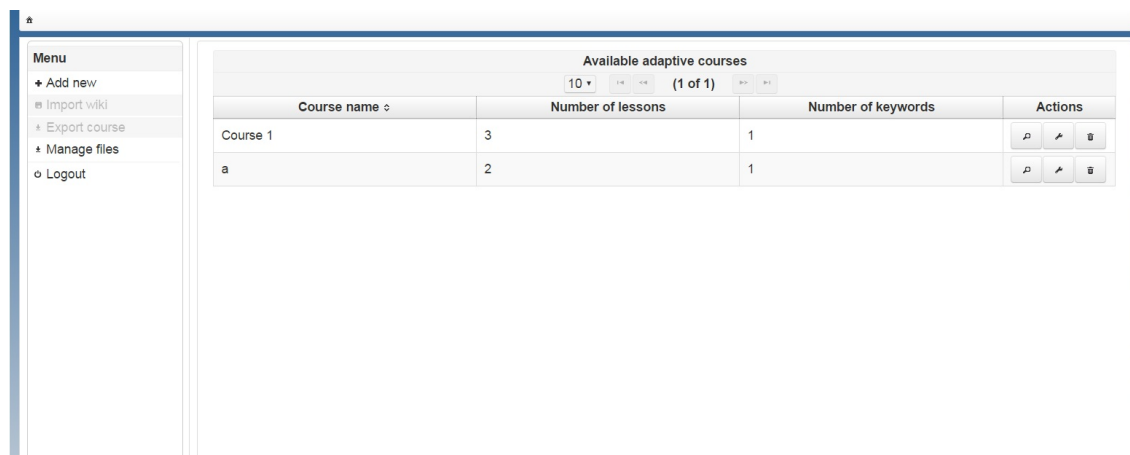 Menu
Add new
Import wiki
Export course
Manage files
Logout
Available adaptive courses
10 (1 of 1)
Course name Number of lessons Number of keywords Actions
Course 1 3 1
a 2 1